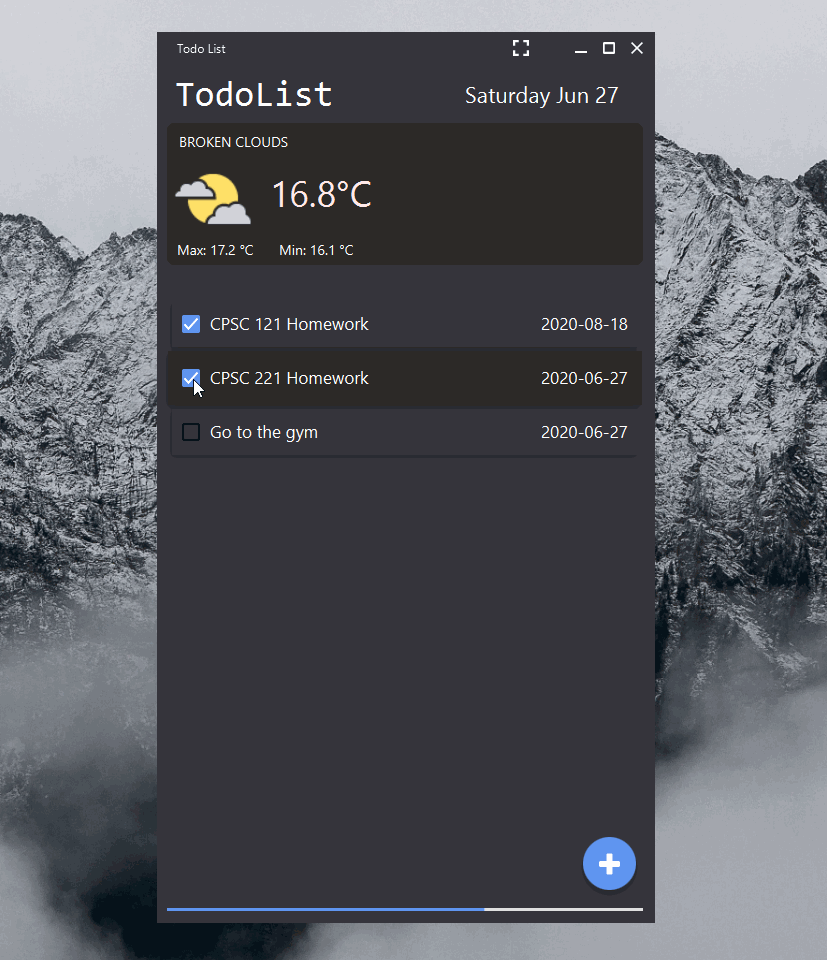 Todo List
TodoList Saturday Jun 27
BROKEN CLOUDS
16.8°C
Max: 17.2 °C Min: 16.1 °C
CPSC 121 Homework 2020-08-18
CPSC 221 Homework 2020-06-27
Go to the gym 2020-06-27